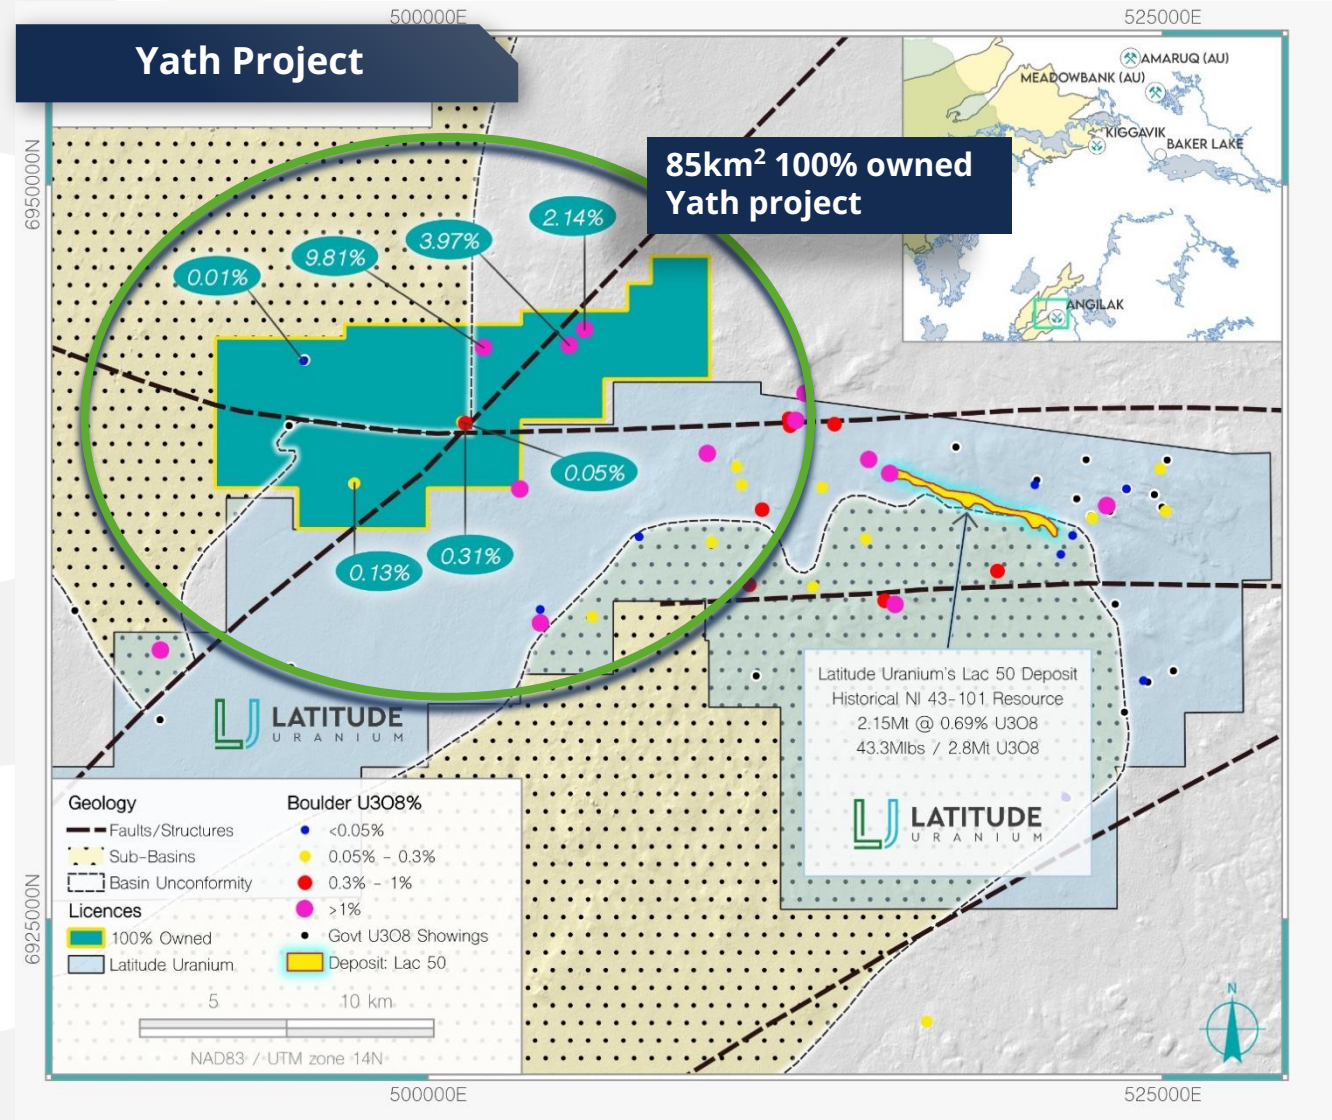 500000E
525000E
Yath Project
85km² 100% owned
Yath project
AMARUQ (AU)
MEADOWBANK (AU)
KIGGAVIK
BAKER LAKE
ANGILAK
6950000N
0.01%
9.81%
3.97%
2.14%
0.05%
0.31%
0.13%
LATITUDE
URANIUM
Latitude Uranium's Lac 50 Deposit
Historical NI 43-101 Resource
2.15Mt @ 0.69% U3O8
43.3Mlbs / 2.8Mt U3O8
LATITUDE
URANIUM
6925000N
Geology
Faults/Structures
Sub-Basins
Basin Unconformity
Licences
100% Owned
Latitude Uranium
Boulder U3O8%
<0.05%
0.05% - 0.3%
0.3% - 1%
>1%
Govt U3O8 Showings
Deposit: Lac 50
5 10 km
NAD83 / UTM zone 14N
N
500000E
525000E